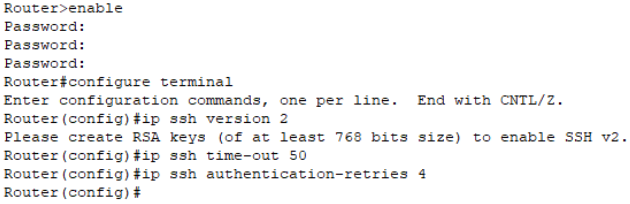 Router>enable
Password:
Password:
Password:
Router#configure terminal
Enter configuration commands, one per line.  End with CNTL/Z.
Router(config)#ip ssh version 2
Please create RSA keys (of at least 768 bits size) to enable SSH v2.
Router(config)#ip ssh time-out 50
Router(config)#ip ssh authentication-retries 4
Router(config)#